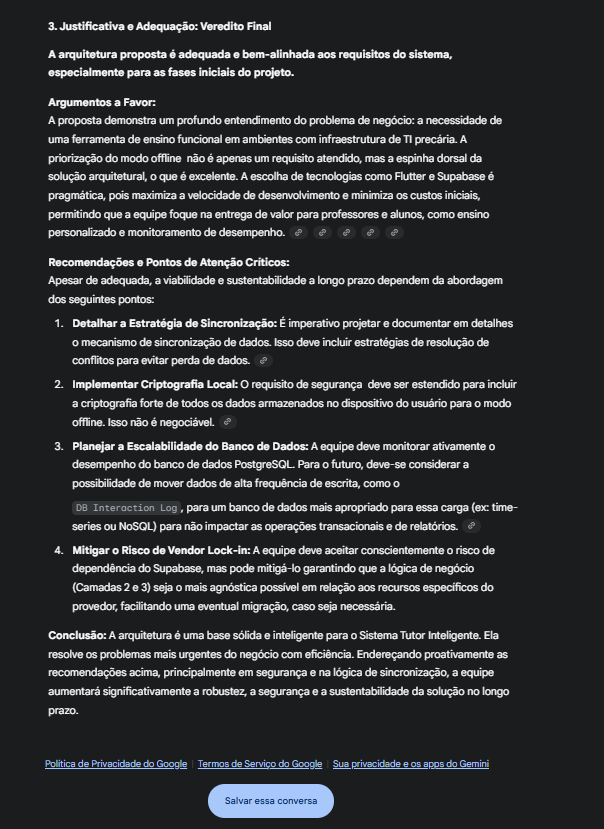 3. Justificativa e Adequação: Veredito Final
A arquitetura proposta é adequada e bem-alinhada aos requisitos do sistema,
especialmente para as fases iniciais do projeto.
Argumentos a Favor:
A proposta demonstra um profundo entendimento do problema de negócio: a necessidade de
uma ferramenta de ensino funcional em ambientes com infraestrutura de TI precária. A
priorização do modo offline não é apenas um requisito atendido, mas a espinha dorsal da
solução arquitetural, o que é excelente. A escolha de tecnologias como Flutter e Supabase é
pragmática, pois maximiza a velocidade de desenvolvimento e minimiza os custos iniciais,
permitindo que a equipe foque na entrega de valor para professores e alunos, como ensino
personalizado e monitoramento de desempenho.
Recomendações e Pontos de Atenção Críticos:
Apesar de adequada, a viabilidade e sustentabilidade a longo prazo dependem da abordagem
dos seguintes pontos:
1. Detalhar a Estratégia de Sincronização: É imperativo projetar e documentar em detalhes
o mecanismo de sincronização de dados. Isso deve incluir estratégias de resolução de
conflitos para evitar perda de dados.
2. Implementar Criptografia Local: O requisito de segurança deve ser estendido para incluir
a criptografia forte de todos os dados armazenados no dispositivo do usuário para o modo
offline. Isso não é negociável.
3. Planejar a Escalabilidade do Banco de Dados: A equipe deve monitorar ativamente o
desempenho do banco de dados PostgreSQL. Para o futuro, deve-se considerar a
possibilidade de mover dados de alta frequência de escrita, como o
DB Interaction Log, para um banco de dados mais apropriado para essa carga (ex: time-
series ou NoSQL) para não impactar as operações transacionais e de relatórios.
4. Mitigar o Risco de Vendor Lock-in: A equipe deve aceitar conscientemente o risco de
dependência do Supabase, mas pode mitigá-lo garantindo que a lógica de negócio
(Camadas 2 e 3) seja o mais agnóstica possível em relação aos recursos específicos do
provedor, facilitando uma eventual migração, caso seja necessária.
Conclusão: A arquitetura é uma base sólida e inteligente para o Sistema Tutor Inteligente. Ela
resolve os problemas mais urgentes do negócio com eficiência. Endereçando proativamente as
recomendações acima, principalmente em segurança e na lógica de sincronização, a equipe
aumentará significativamente a robustez, a segurança e a sustentabilidade da solução no longo
prazo.
Política de Privacidade do Google | Termos de Serviço do Google | Sua privacidade e os apps do Gemini
Salvar essa conversa